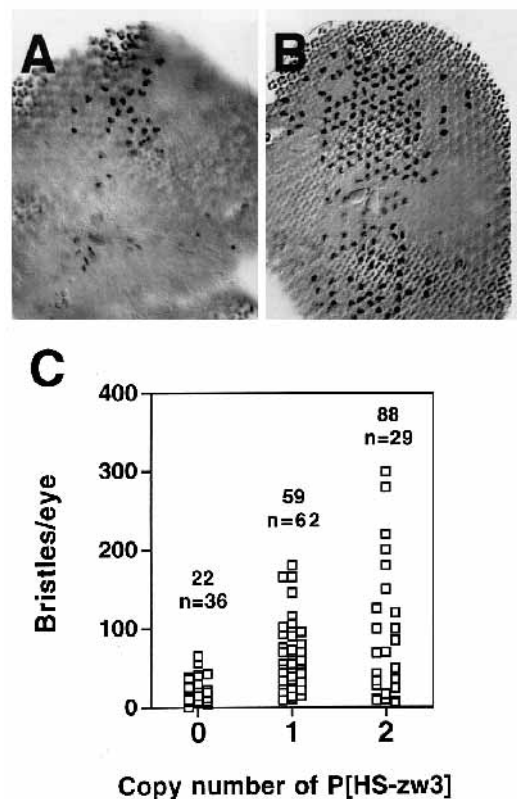 A
B
C
400
300
200
100
0
Bristles/eye
22
n=36
59
n=62
88
n=29
0 1 2
Copy number of P[HS-zw3]